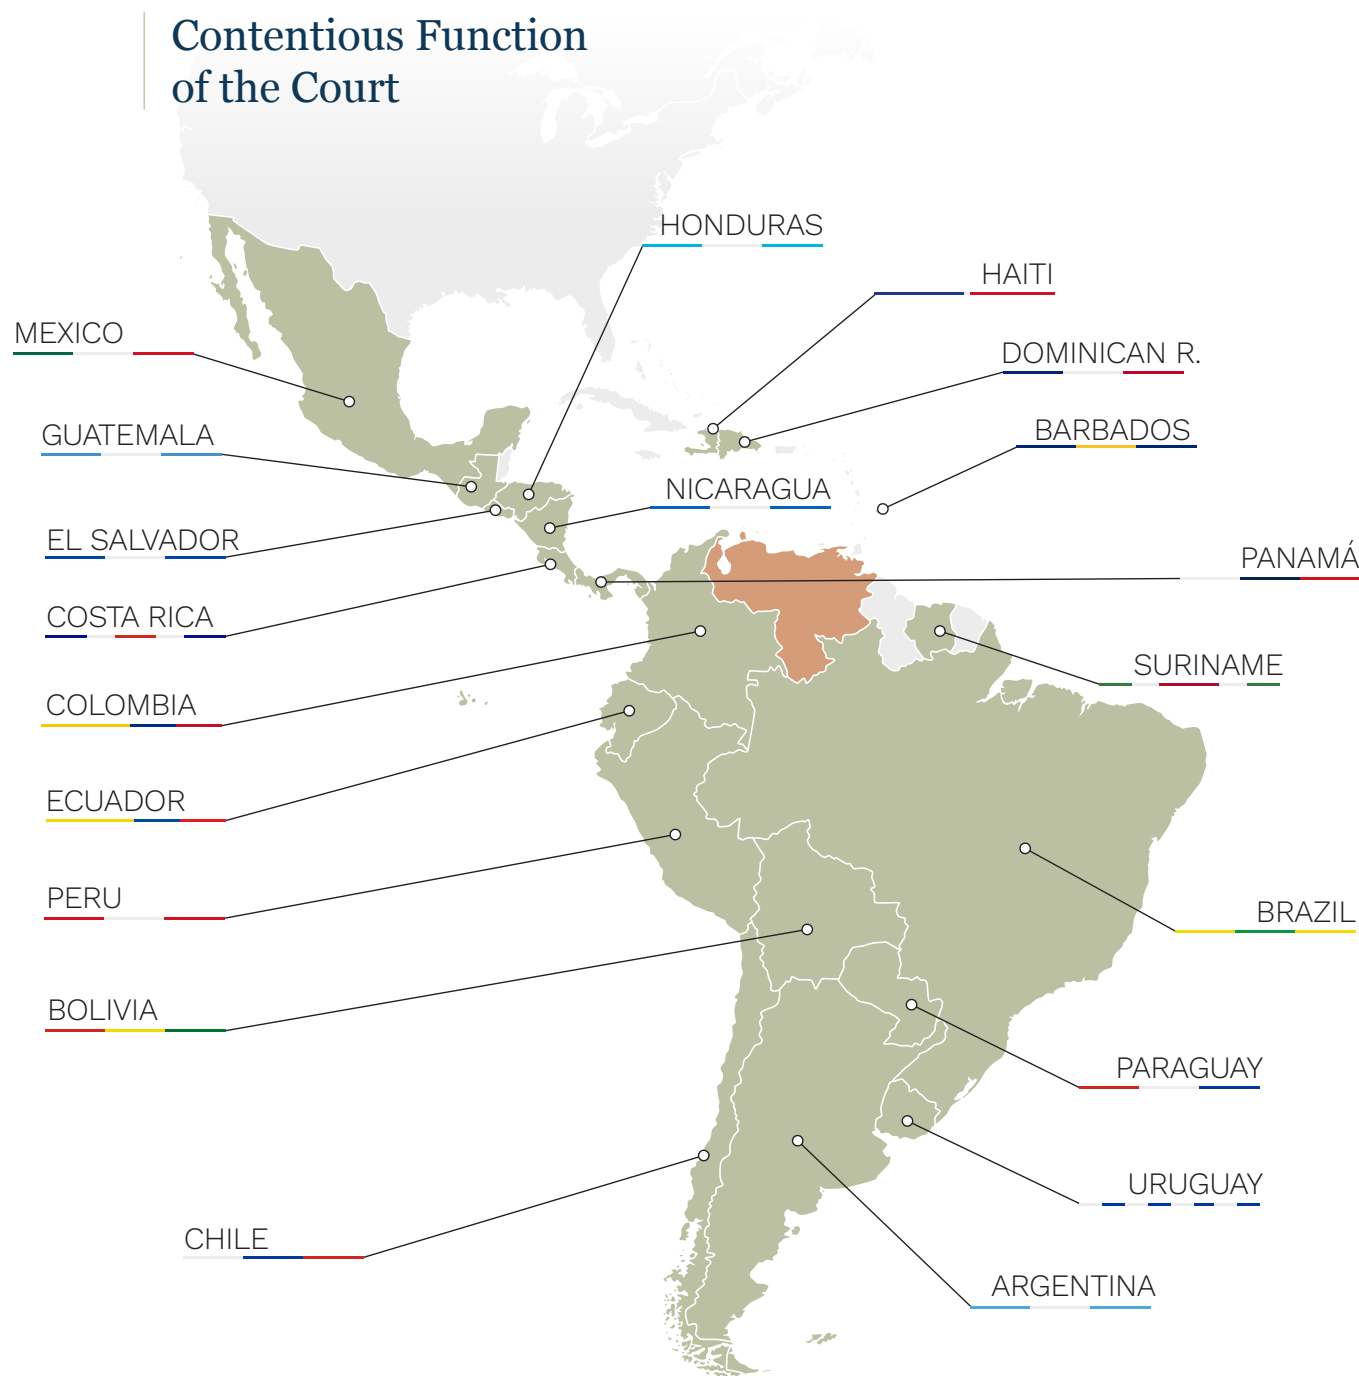 Contentious Function
of the Court
HONDURAS
HAITI
MEXICO
DOMINICAN R.
GUATEMALA
BARBADOS
NICARAGUA
EL SALVADOR
PANAMÁ
COSTA RICA
SURINAME
COLOMBIA
ECUADOR
PERU
BRAZIL
BOLIVIA
PARAGUAY
URUGUAY
CHILE
ARGENTINA